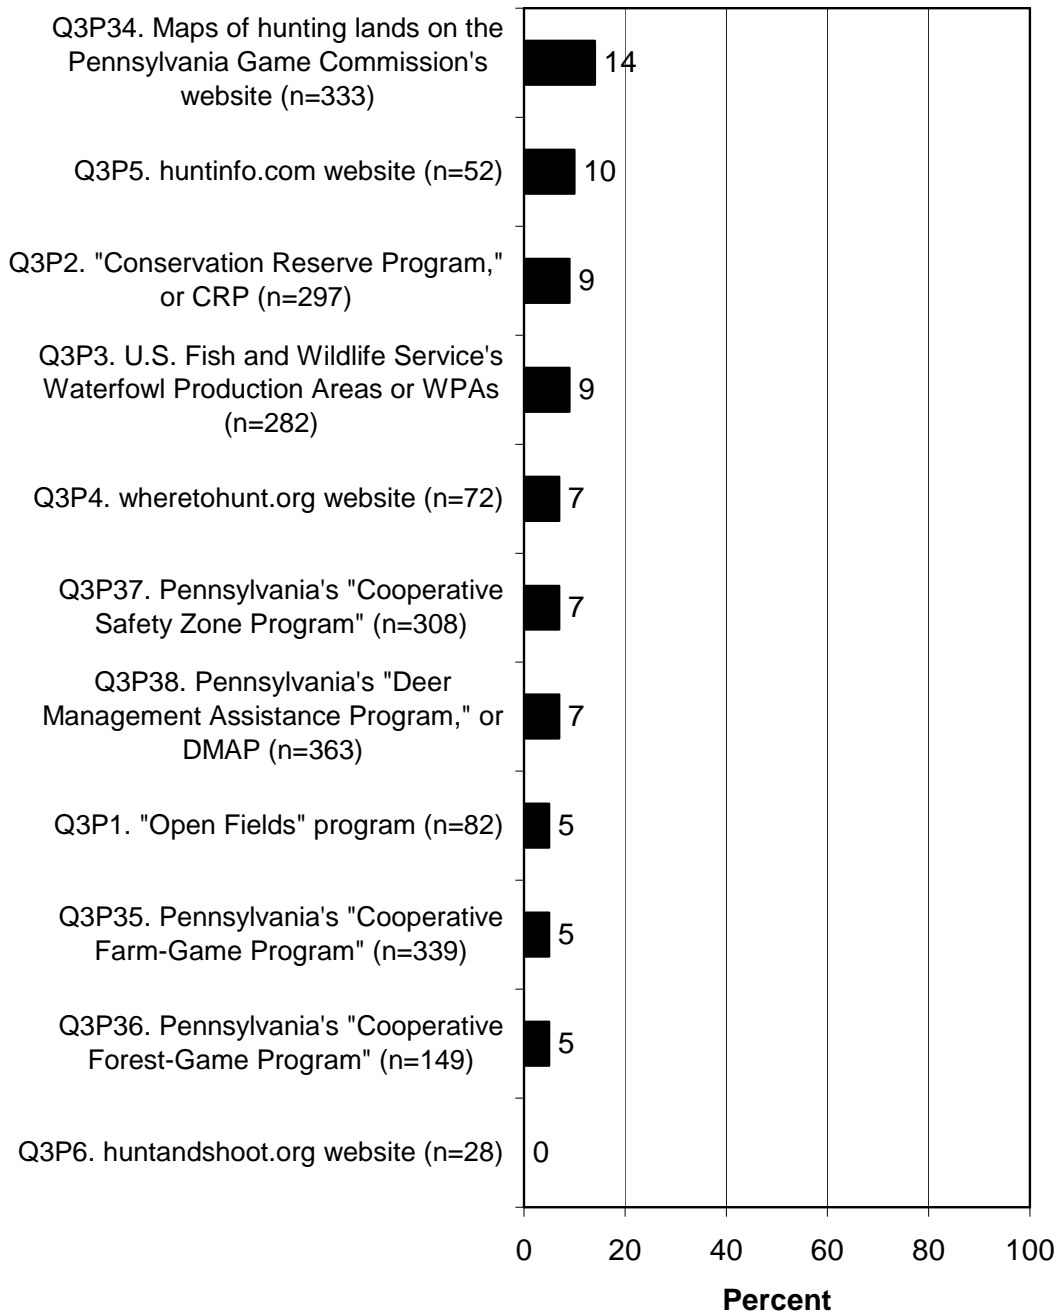 Q3P34. Maps of hunting lands on the
Pennsylvania Game Commission's
website (n=333)
14
Q3P5. huntinfo.com website (n=52)
10
Q3P2. "Conservation Reserve Program,"
or CRP (n=297)
9
Q3P3. U.S. Fish and Wildlife Service's
Waterfowl Production Areas or WPAs
(n=282)
9
Q3P4. wheretohunt.org website (n=72)
7
Q3P37. Pennsylvania's "Cooperative
Safety Zone Program" (n=308)
7
Q3P38. Pennsylvania's "Deer
Management Assistance Program," or
DMAP (n=363)
7
Q3P1. "Open Fields" program (n=82)
5
Q3P35. Pennsylvania's "Cooperative
Farm-Game Program" (n=339)
5
Q3P36. Pennsylvania's "Cooperative
Forest-Game Program" (n=149)
5
Q3P6. huntandshoot.org website (n=28)
0
0 20 40 60 80 100
Percent